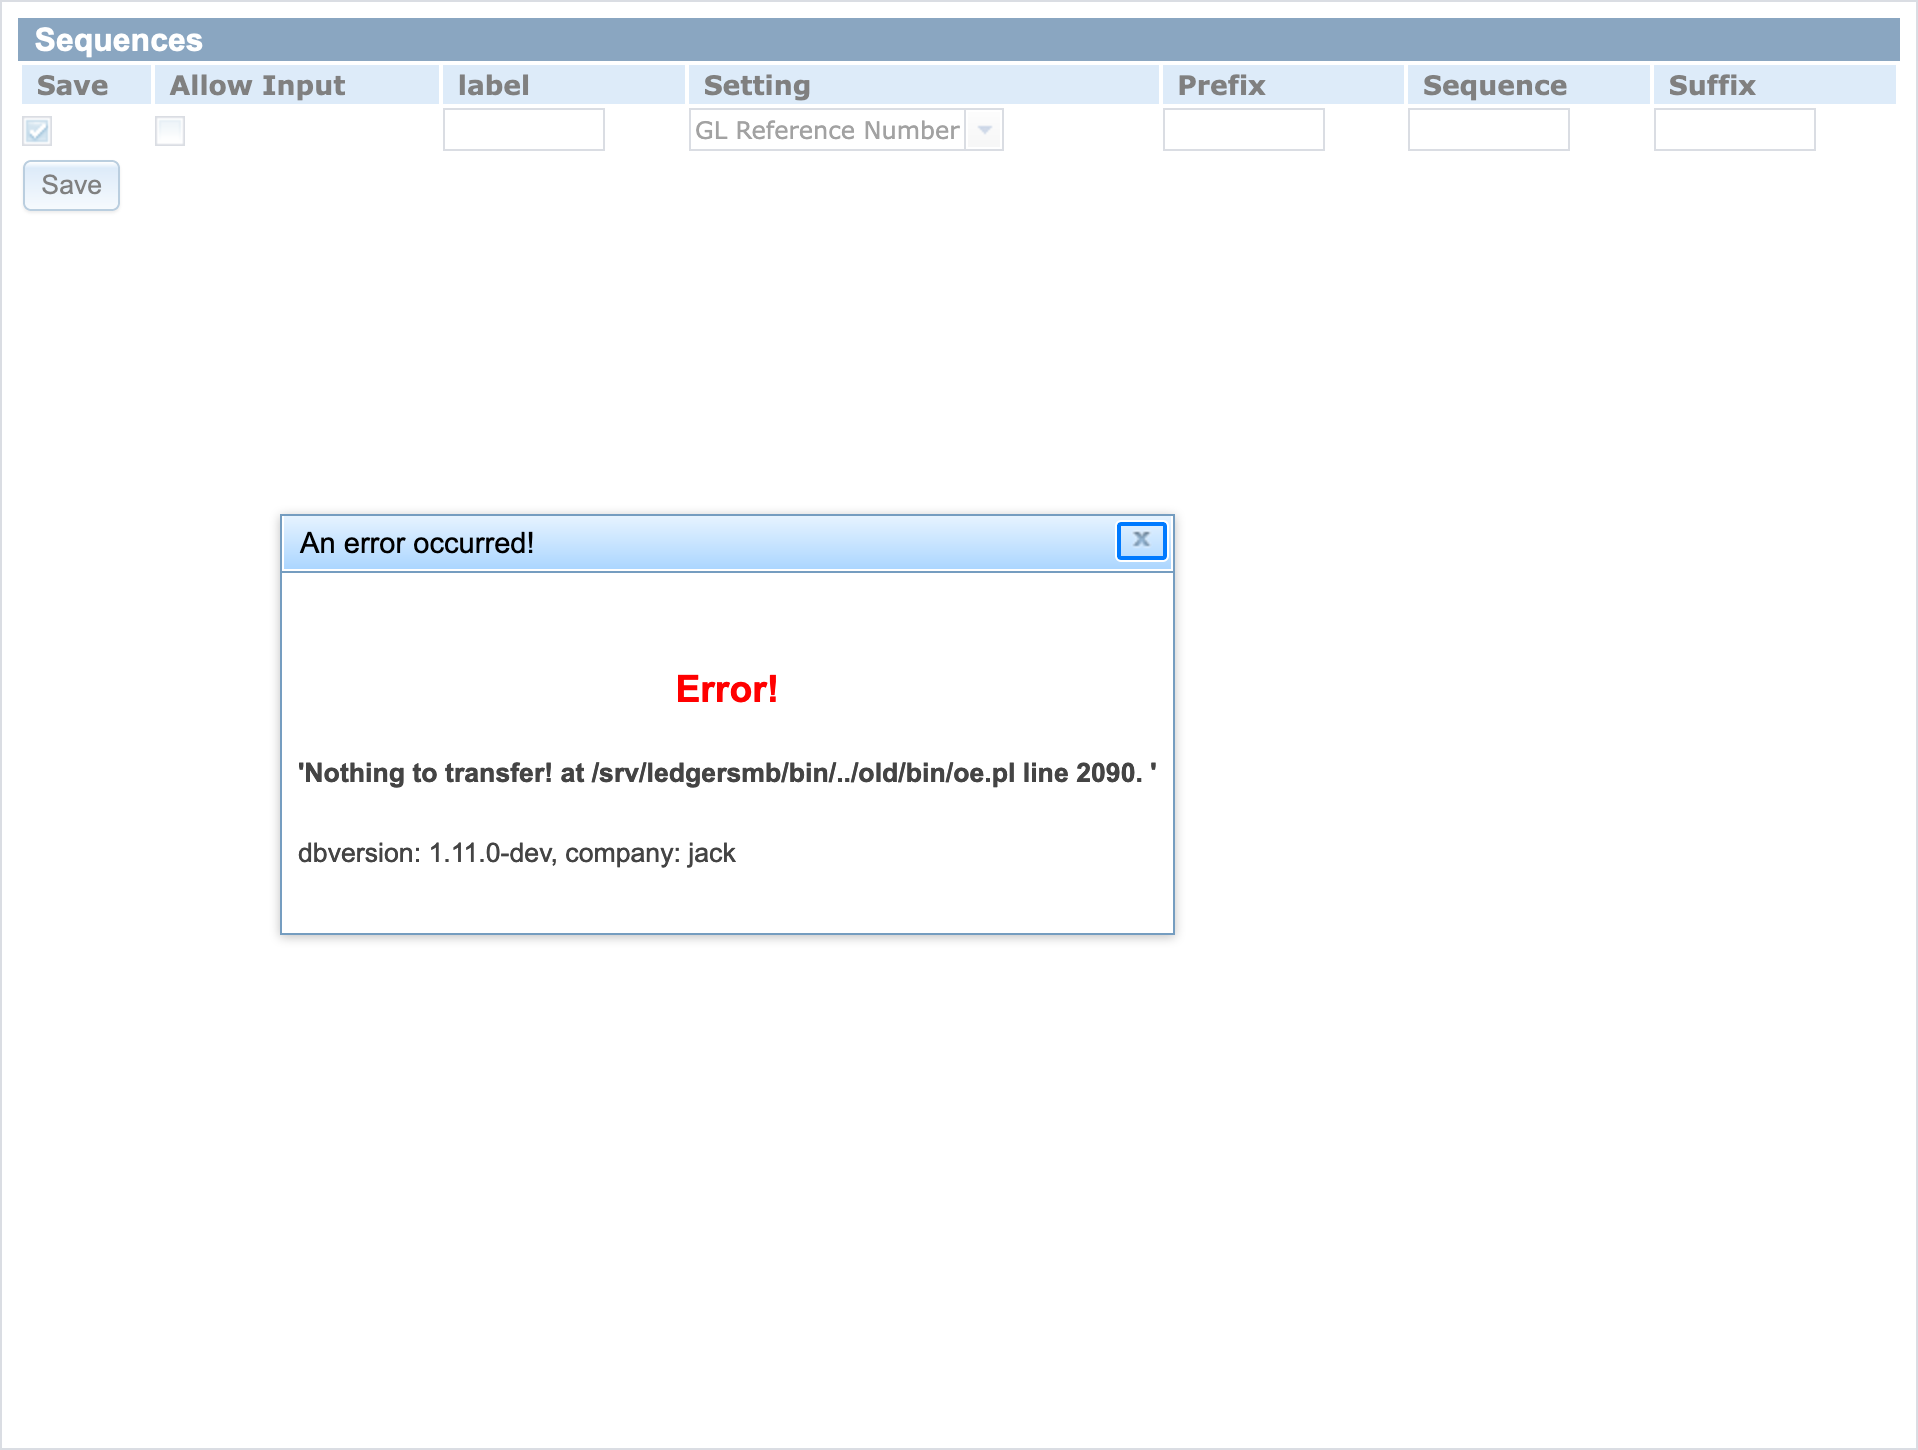 Sequences
Save Allow Input label Setting Prefix Sequence Suffix
GL Reference Number
Save
An error occurred!
x
Error!
'Nothing to transfer! at /srv/ledgersmb/bin/../old/bin/oe.pl line 2090. '
dbversion: 1.11.0-dev, company: jack